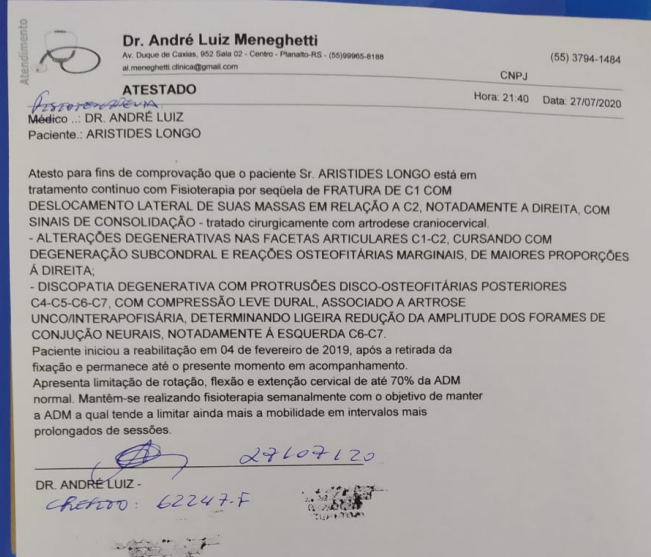 Atendimento
Dr. André Luiz Meneghetti
Av. Duque de Caxias, 952 Sala 02 - Centro - Planalto-RS - (55)99965-8188
al.meneghetti.clinica@gmail.com
(55) 3794-1484
CNPJ
ATESTADO
Hora: 21:40 Data: 27/07/2020
FISIOTERAPEUTA
Médico ..: DR. ANDRÉ LUIZ
Paciente.: ARISTIDES LONGO
Atesto para fins de comprovação que o paciente Sr. ARISTIDES LONGO está em
tratamento continuo com Fisioterapia por seqüela de FRATURA DE C1 COM
DESLOCAMENTO LATERAL DE SUAS MASSAS EM RELAÇÃO A C2, NOTADAMENTE A DIREITA, COM
SINAIS DE CONSOLIDAÇÃO - tratado cirurgicamente com artrodese craniocervical.
- ALTERAÇÕES DEGENERATIVAS NAS FACETAS ARTICULARES C1-C2, CURSANDO COM
DEGENERAÇÃO SUBCONDRAL E REAÇÕES OSTEOFITÁRIAS MARGINAIS, DE MAIORES PROPORÇÕES
Á DIREITA;
- DISCOPATIA DEGENERATIVA COM PROTRUSÕES DISCO-OSTEOFITÁRIAS POSTERIORES
C4-C5-C6-C7, COM COMPRESSÃO LEVE DURAL, ASSOCIADO A ARTROSE
UNCO/INTERAPOFISÁRIA, DETERMINANDO LIGEIRA REDUÇÃO DA AMPLITUDE DOS FORAMES DE
CONJUÇÃO NEURAIS, NOTADAMENTE Á ESQUERDA C6-C7.
Paciente iniciou a reabilitação em 04 de fevereiro de 2019, após a retirada da
fixação e permanece até o presente momento em acompanhamento.
Apresenta limitação de rotação, flexão e extenção cervical de até 70% da ADM
normal. Mantêm-se realizando fisioterapia semanalmente com o objetivo de manter
a ADM a qual tende a limitar ainda mais a mobilidade em intervalos mais
prolongados de sessões.
27/07/20
DR. ANDRÉ LUIZ -
CREFITO: 62247-F